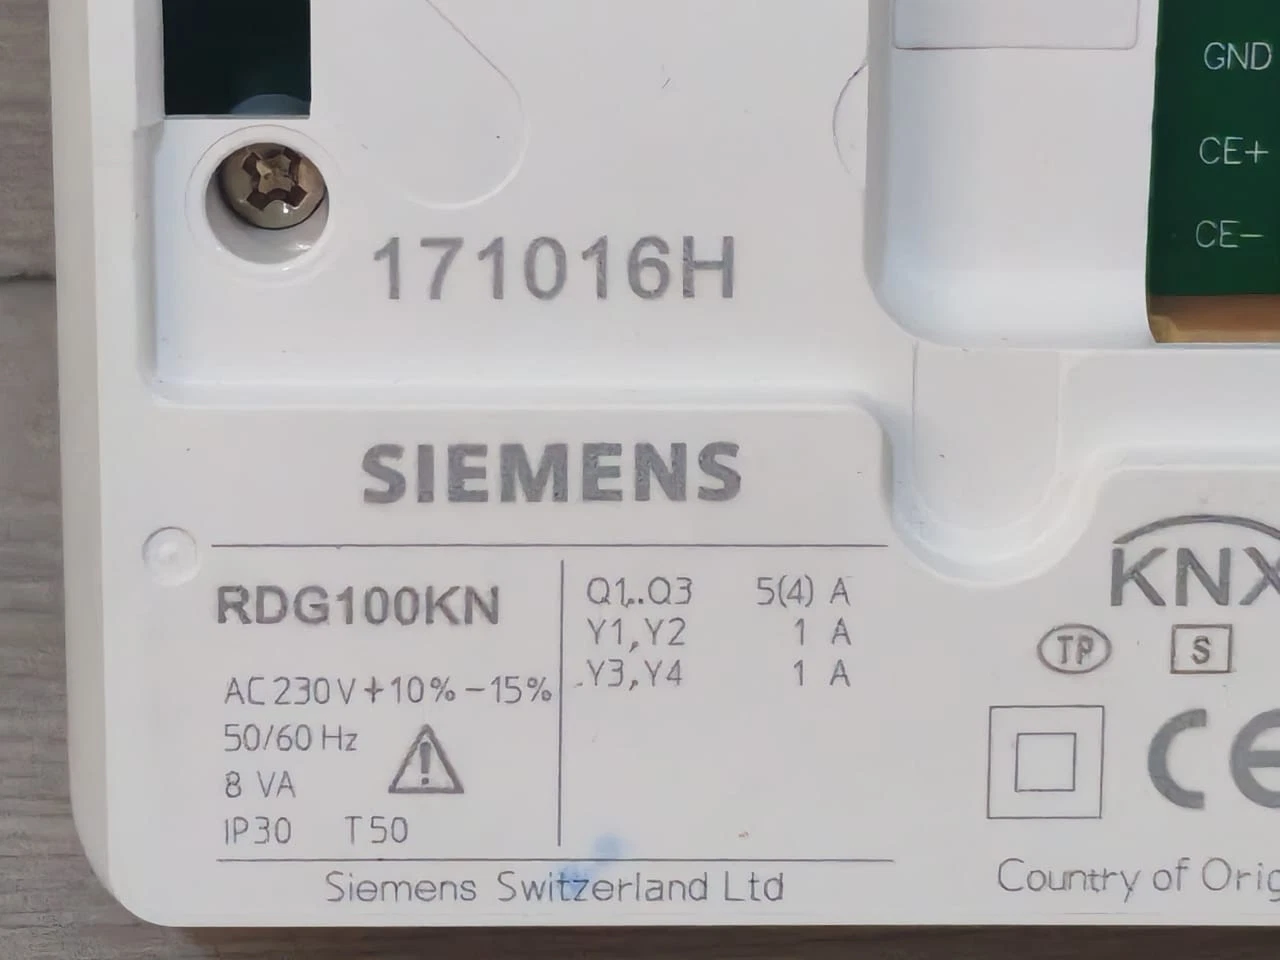 GND
CE+
CE−
171016H
SIEMENS
RDG100KN
AC 230 V +10% −15%
50/60 Hz
8 VA
IP30 T50
Q1..Q3 5(4) A
Y1,Y2 1 A
Y3,Y4 1 A
Siemens Switzerland Ltd
KNX
TP S
CE
Country of Orig